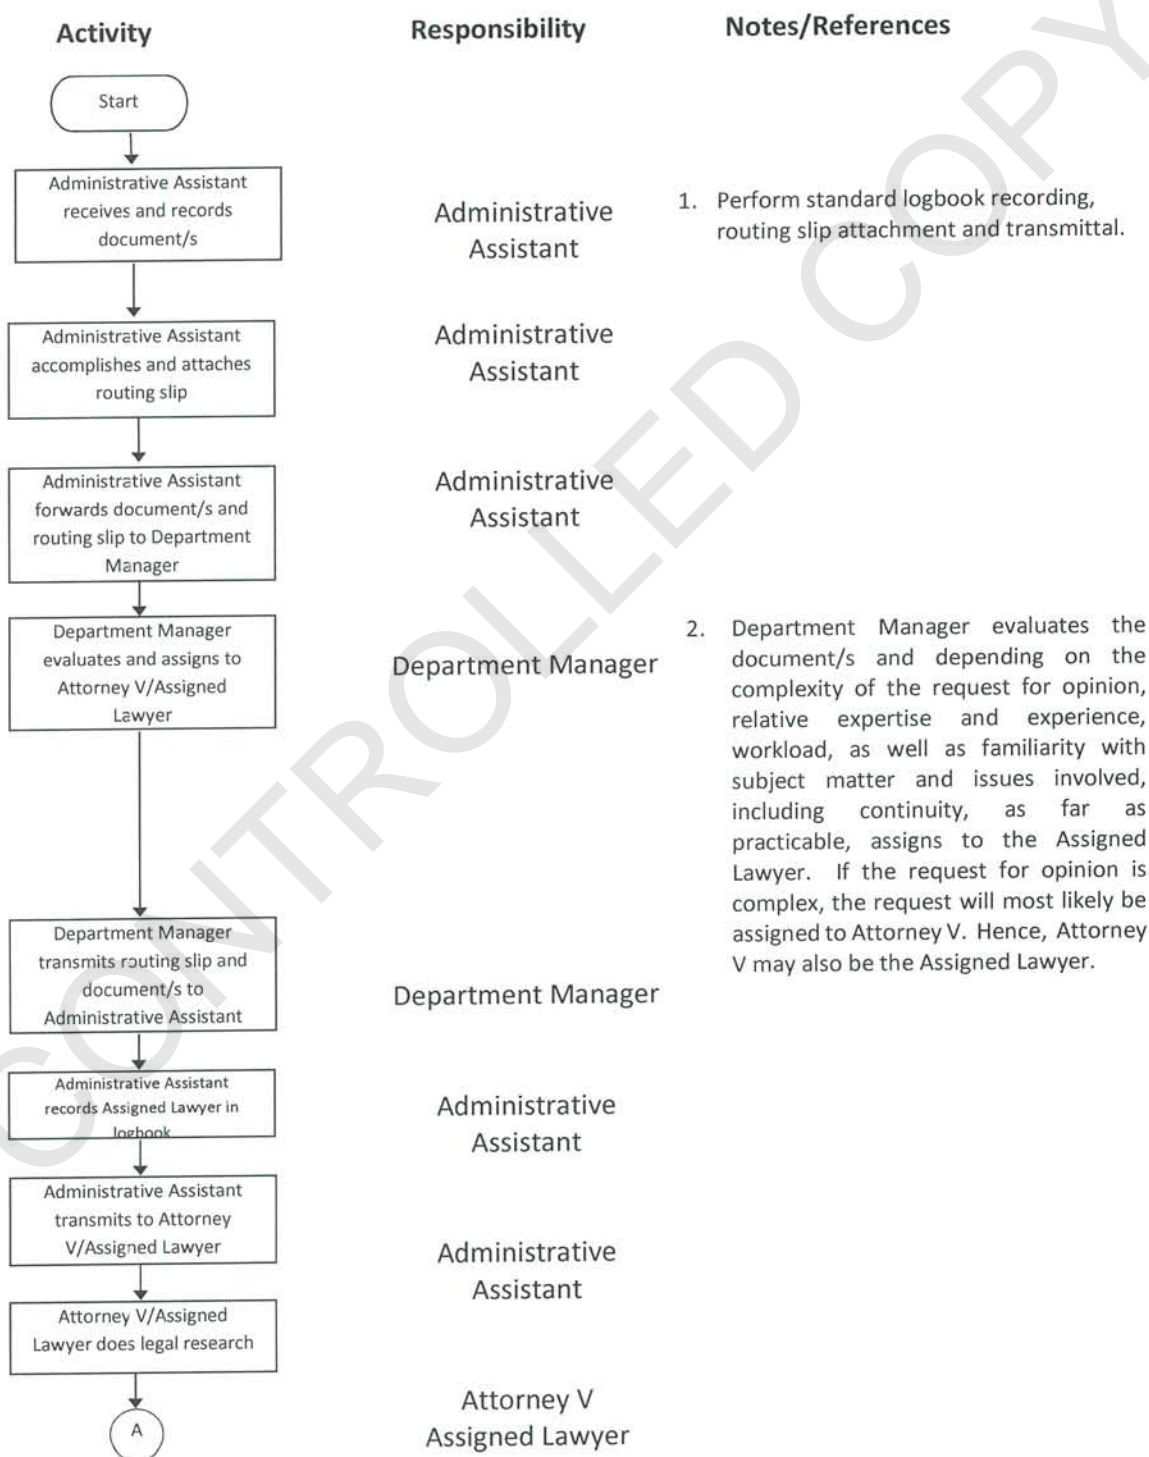 Activity
Responsibility
Notes/References
Start
Administrative Assistant
receives and records
document/s
Administrative
Assistant
1. Perform standard logbook recording,
routing slip attachment and transmittal.
Administrative Assistant
accomplishes and attaches
routing slip
Administrative
Assistant
Administrative Assistant
forwards document/s and
routing slip to Department
Manager
Administrative
Assistant
Department Manager
evaluates and assigns to
Attorney V/Assigned
Lawyer
Department Manager
2. Department Manager evaluates the
document/s and depending on the
complexity of the request for opinion,
relative expertise and experience,
workload, as well as familiarity with
subject matter and issues involved,
including continuity, as far as
practicable, assigns to the Assigned
Lawyer. If the request for opinion is
complex, the request will most likely be
assigned to Attorney V. Hence, Attorney
V may also be the Assigned Lawyer.
Department Manager
transmits routing slip and
document/s to
Administrative Assistant
Department Manager
Administrative Assistant
records Assigned Lawyer in
logbook
Administrative
Assistant
Administrative Assistant
transmits to Attorney
V/Assigned Lawyer
Administrative
Assistant
Attorney V/Assigned
Lawyer does legal research
Attorney V
Assigned Lawyer
A
CONTROLLED COPY